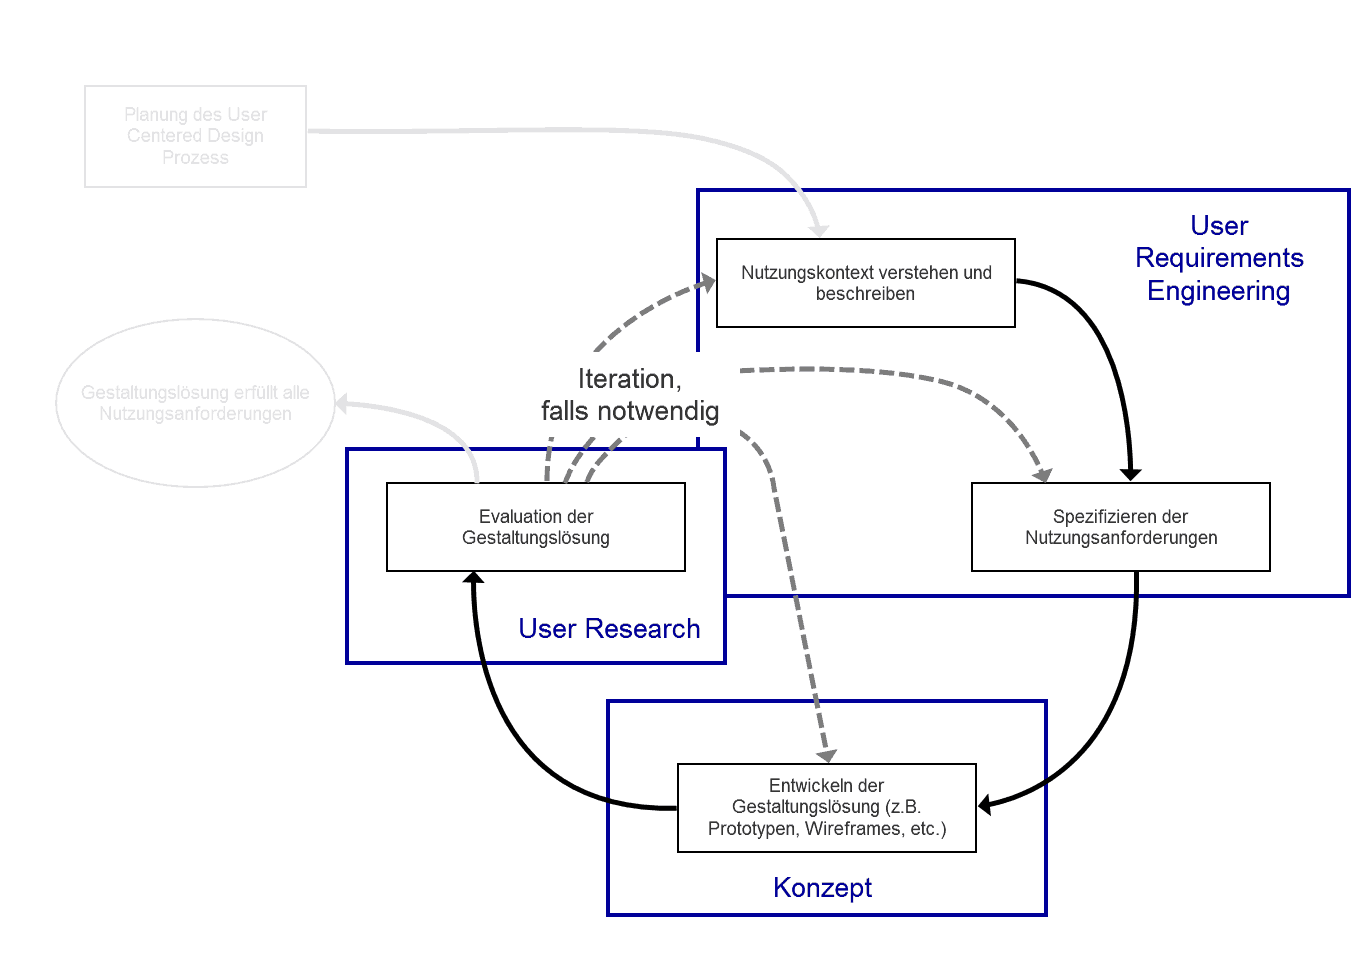 Planung des User
Centered Design
Prozess
User
Requirements
Engineering
Nutzungskontext verstehen und
beschreiben
Iteration,
falls notwendig
Gestaltungslösung erfüllt alle
Nutzungsanforderungen
Evaluation der
Gestaltungslösung
Spezifizieren der
Nutzungsanforderungen
User Research
Entwickeln der
Gestaltungslösung (z.B.
Prototypen, Wireframes, etc.)
Konzept